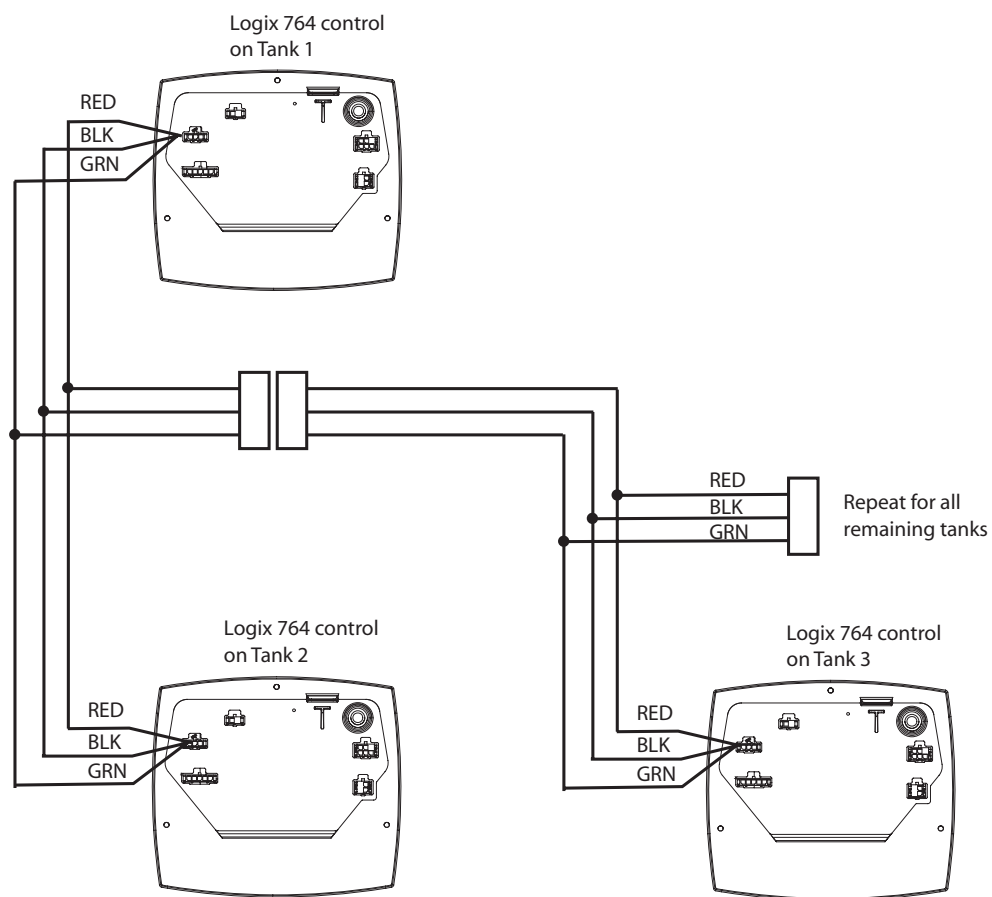 Logix 764 control
on Tank 1
RED
BLK
GRN
RED
BLK
GRN
Repeat for all
remaining tanks
Logix 764 control
on Tank 2
RED
BLK
GRN
Logix 764 control
on Tank 3
RED
BLK
GRN